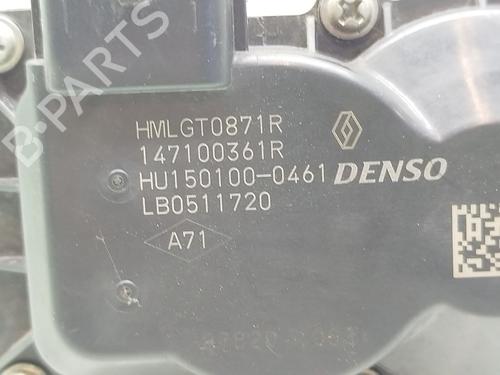 B-PARTS
HMLGT0871R
147100361R
HU150100-0461 DENSO
LB0511720
A71